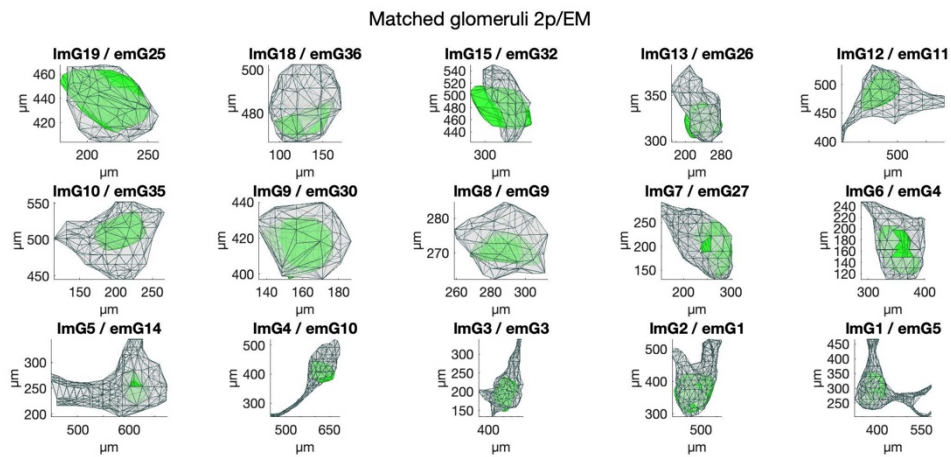 Matched glomeruli 2p/EM
lmG19 / emG25
lmG18 / emG36
lmG15 / emG32
lmG13 / emG26
lmG12 / emG11
µm
460
440
420
200
250
µm
µm
500
480
100
150
µm
µm
540
520
500
480
460
440
300
µm
µm
350
325
300
200
240
280
µm
µm
500
450
400
500
µm
lmG10 / emG35
lmG9 / emG30
lmG8 / emG9
lmG7 / emG27
lmG6 / emG4
µm
550
500
450
150
200
250
µm
µm
440
420
400
140
160
180
µm
µm
280
270
260
280
300
µm
µm
250
200
150
200
300
µm
µm
240
220
200
180
160
140
110
300
400
µm
lmG5 / emG14
lmG4 / emG10
lmG3 / emG3
lmG2 / emG1
lmG1 / emG5
µm
300
250
200
500
600
µm
µm
500
400
300
500
650
µm
µm
300
250
200
150
400
µm
µm
500
400
300
500
µm
µm
450
400
350
300
250
400
550
µm